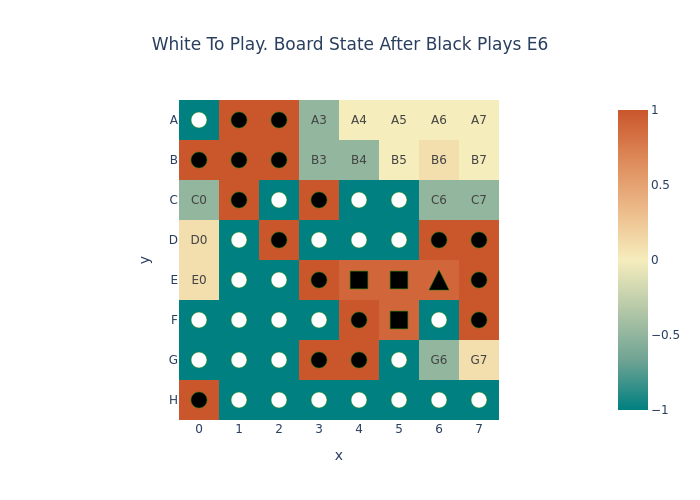 White To Play. Board State After Black Plays E6
A A3 A4 A5 A6 A7
B B3 B4 B5 B6 B7
C C0 C6 C7
D D0
E E0
F
G G6 G7
H
0 1 2 3 4 5 6 7
x
y
1
0.5
0
−0.5
−1